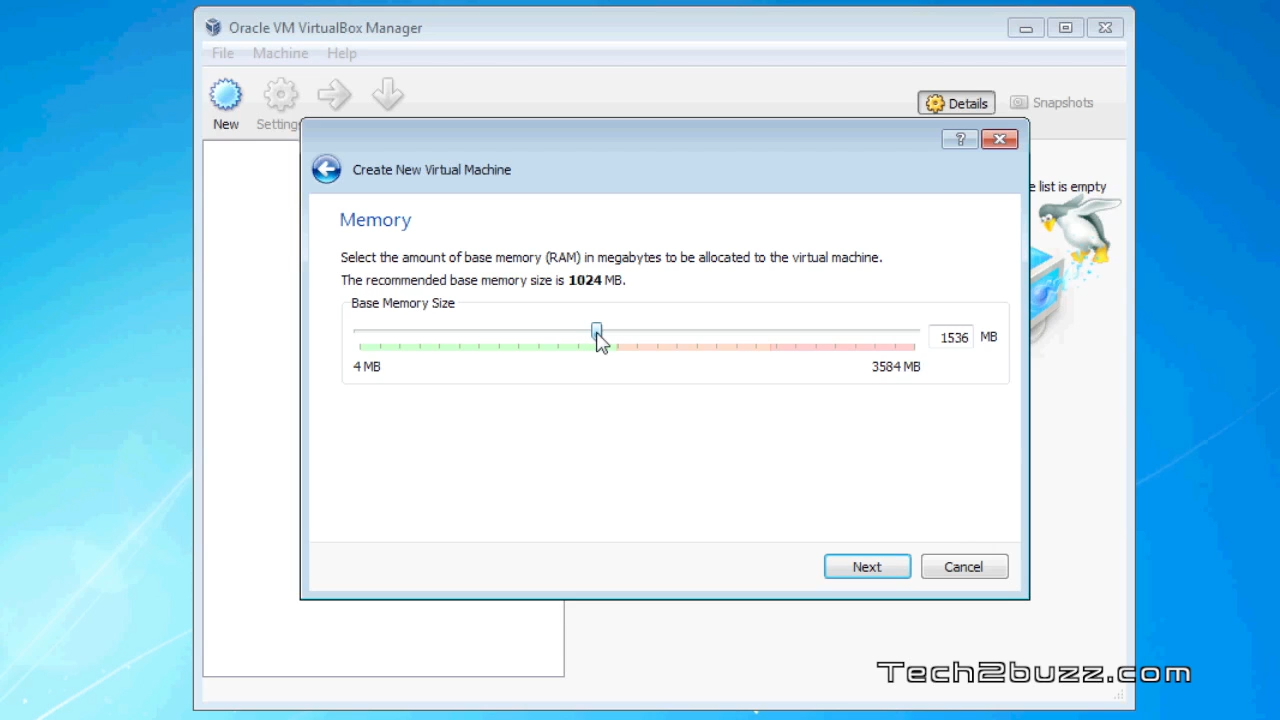 Oracle VM VirtualBox Manager
File Machine Help
New
Details
Snapshots
Create New Virtual Machine
list is empty
Memory
Select the amount of base memory (RAM) in megabytes to be allocated to the virtual machine.
The recommended base memory size is 1024 MB.
Base Memory Size
1536 MB
4 MB
3584 MB
Next
Cancel
Tech2buzz.com